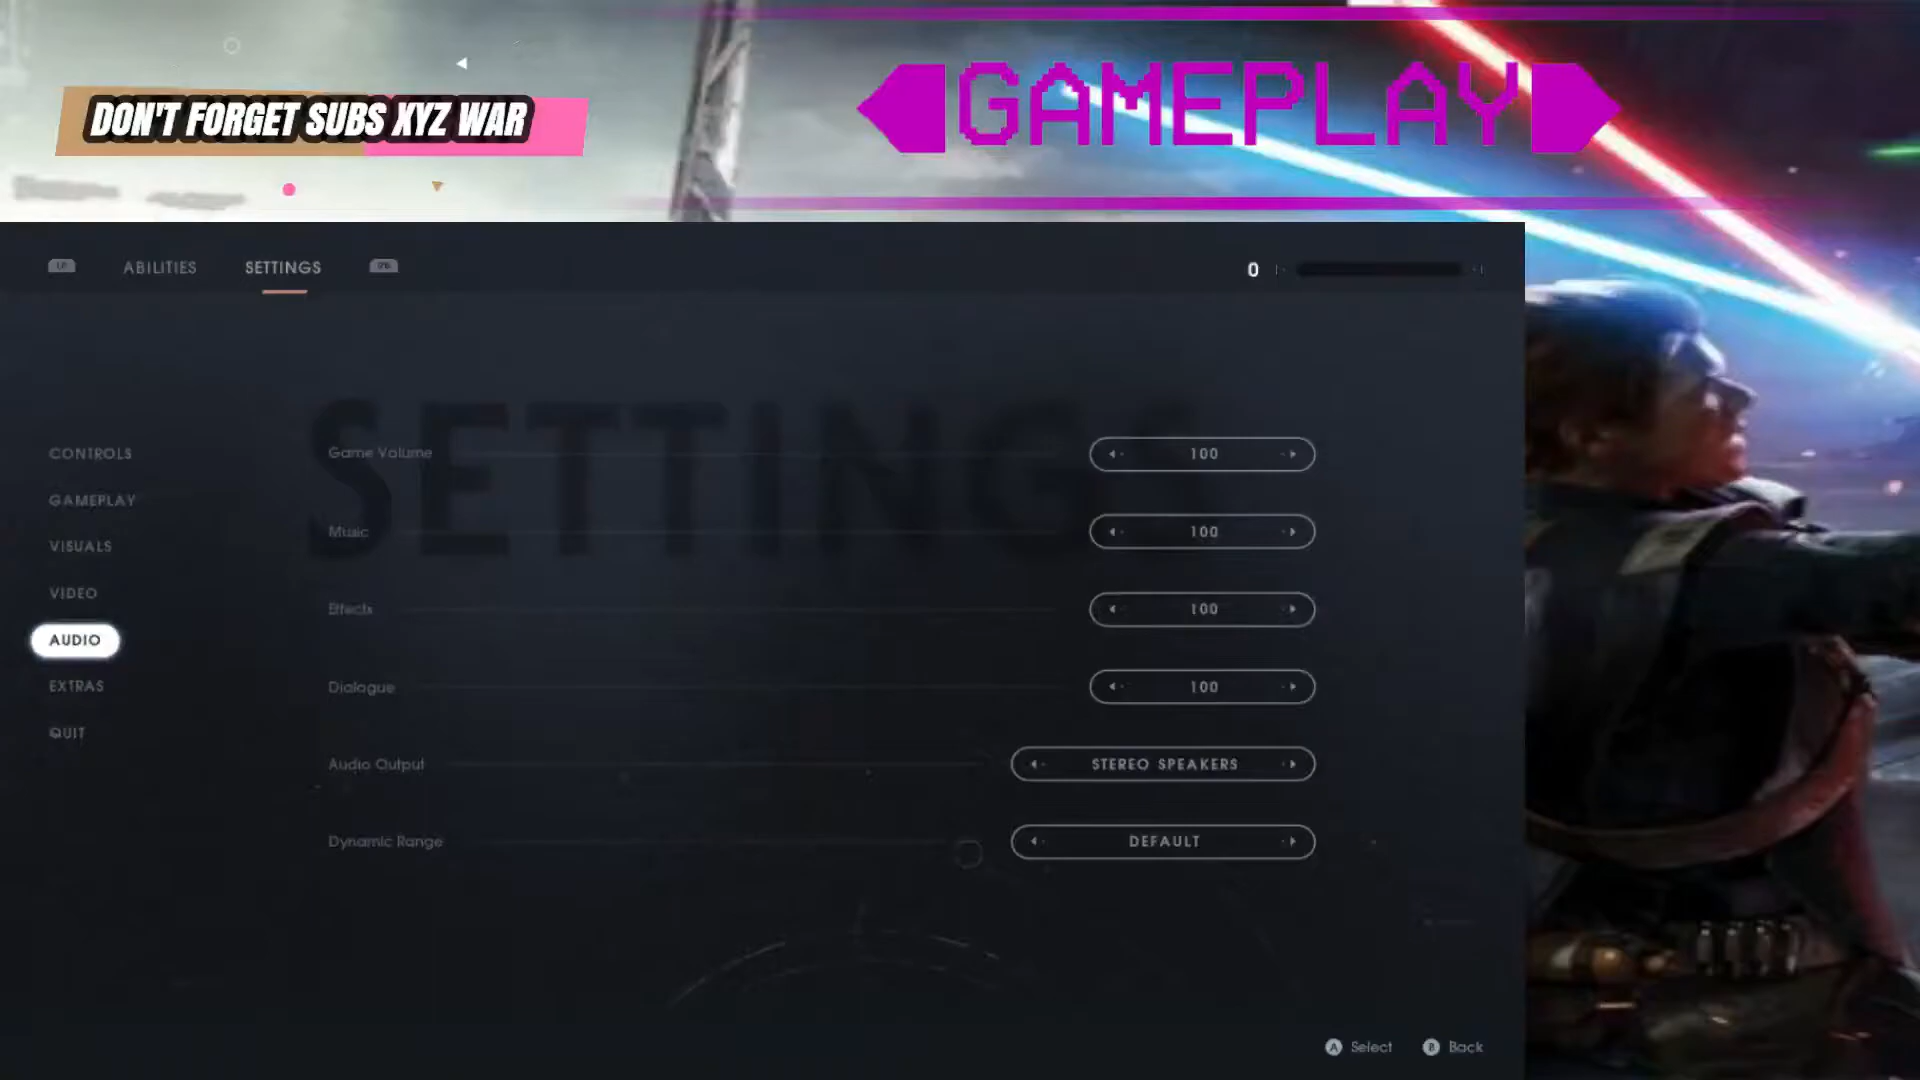 GAMEPLAY
DON'T FORGET SUBS XYZ WAR
ABILITIES SETTINGS 0
SETTINGS
CONTROLS
GAMEPLAY
VISUALS
VIDEO
AUDIO
EXTRAS
QUIT
Game Volume 100
Music 100
Effects 100
Dialogue 100
Audio Output STEREO SPEAKERS
Dynamic Range DEFAULT
A Select B Back